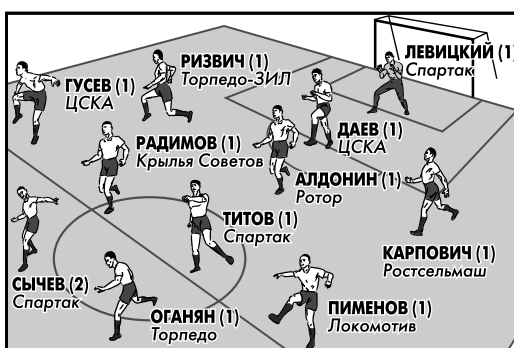 ЛЕВИЦКИЙ (1)
Спартак
РИЗВИЧ (1)
Торпедо-ЗИЛ
ГУСЕВ (1)
ЦСКА
ДАЕВ (1)
ЦСКА
РАДИМОВ (1)
Крылья Советов
АЛДОНИН (1)
Ротор
ТИТОВ (1)
Спартак
КАРПОВИЧ (1)
Ростсельмаш
СЫЧЕВ (2)
Спартак
ОГАНЯН (1)
Торпедо
ПИМЕНОВ (1)
Локомотив